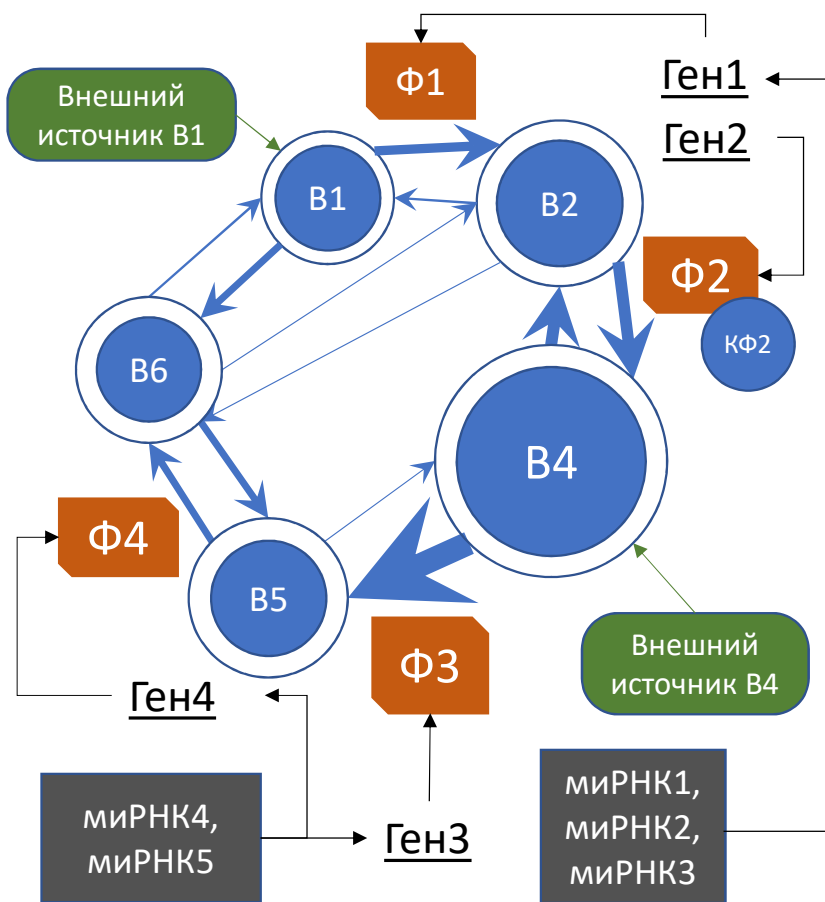 Ф1
Ген1
Внешний
источник В1
Ген2
В1
В2
Ф2
КФ2
В6
В4
Ф4
В5
Ф3
Внешний
источник В4
Ген4
миРНК4,
миРНК5
Ген3
миРНК1,
миРНК2,
миРНК3